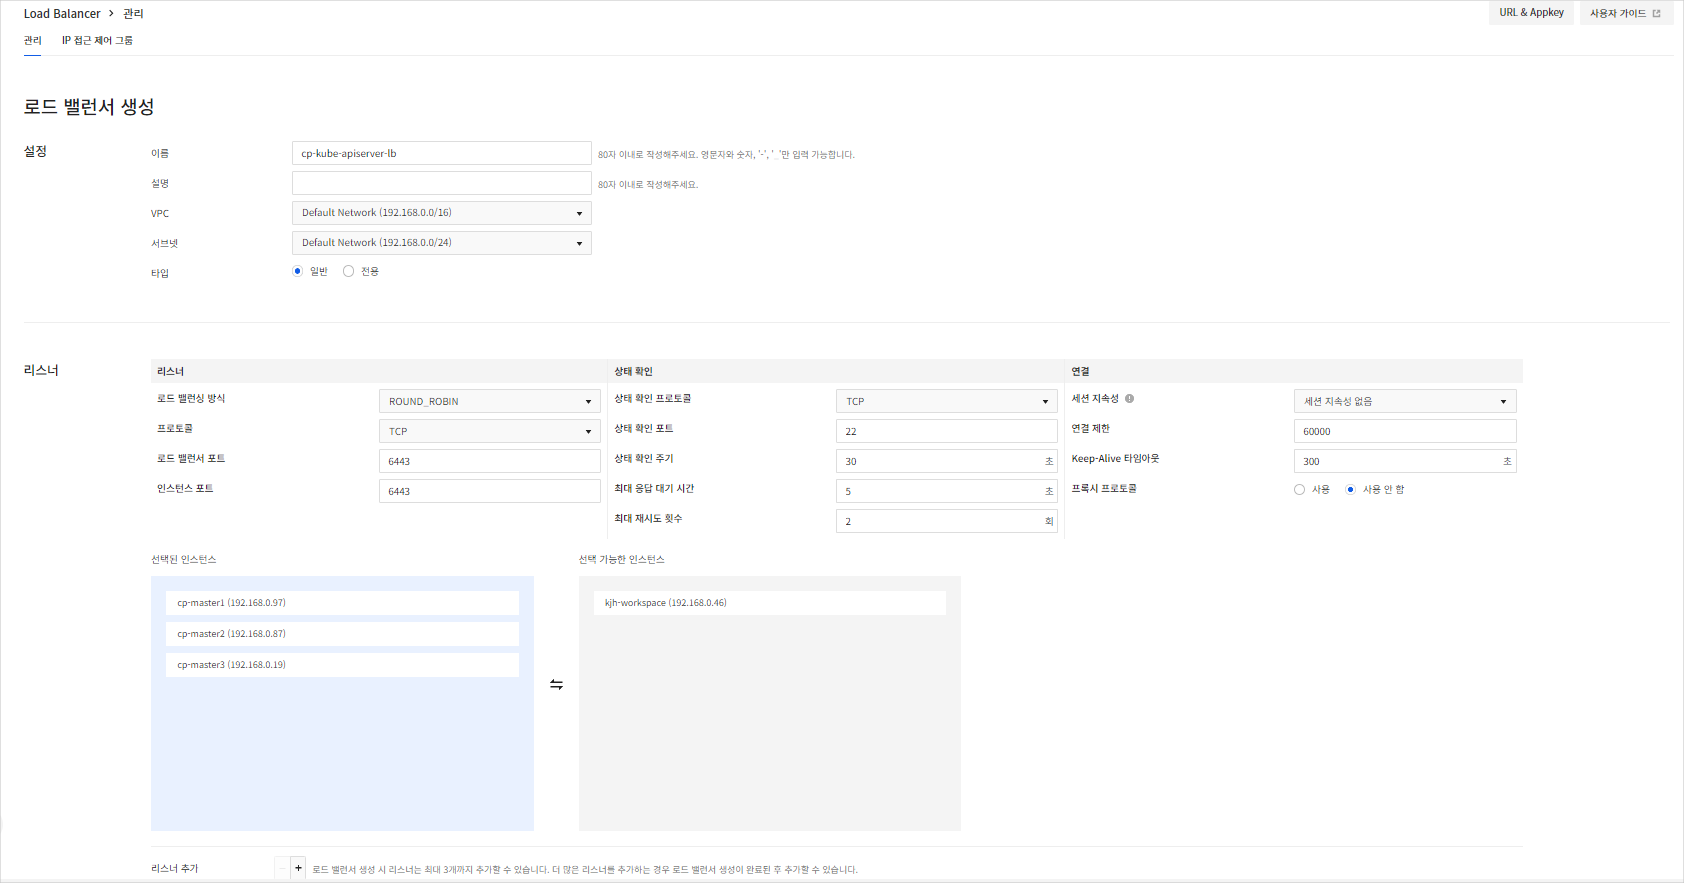 Load Balancer > 관리
URL & Appkey
사용자 가이드
관리
IP 접근 제어 그룹
로드 밸런서 생성
설정
이름
cp-kube-apiserver-lb
80자 이내로 작성해주세요. 영문자와 숫자, '-', '_'만 입력 가능합니다.
설명
80자 이내로 작성해주세요.
VPC
Default Network (192.168.0.0/16)
서브넷
Default Network (192.168.0.0/24)
타입
일반
전용
리스너
리스너
상태 확인
연결
로드 밸런싱 방식
ROUND_ROBIN
상태 확인 프로토콜
TCP
세션 지속성
세션 지속성 없음
프로토콜
TCP
상태 확인 포트
22
연결 제한
60000
로드 밸런서 포트
6443
상태 확인 주기
30
초
Keep-Alive 타임아웃
300
초
인스턴스 포트
6443
최대 응답 대기 시간
5
초
프록시 프로토콜
사용
사용 안 함
최대 재시도 횟수
2
회
선택된 인스턴스
선택 가능한 인스턴스
cp-master1 (192.168.0.97)
kjh-workspace (192.168.0.46)
cp-master2 (192.168.0.87)
cp-master3 (192.168.0.19)
리스너 추가
+
로드 밸런서 생성 시 리스너는 최대 3개까지 추가할 수 있습니다. 더 많은 리스너를 추가하는 경우 로드 밸런서 생성이 완료된 후 추가할 수 있습니다.